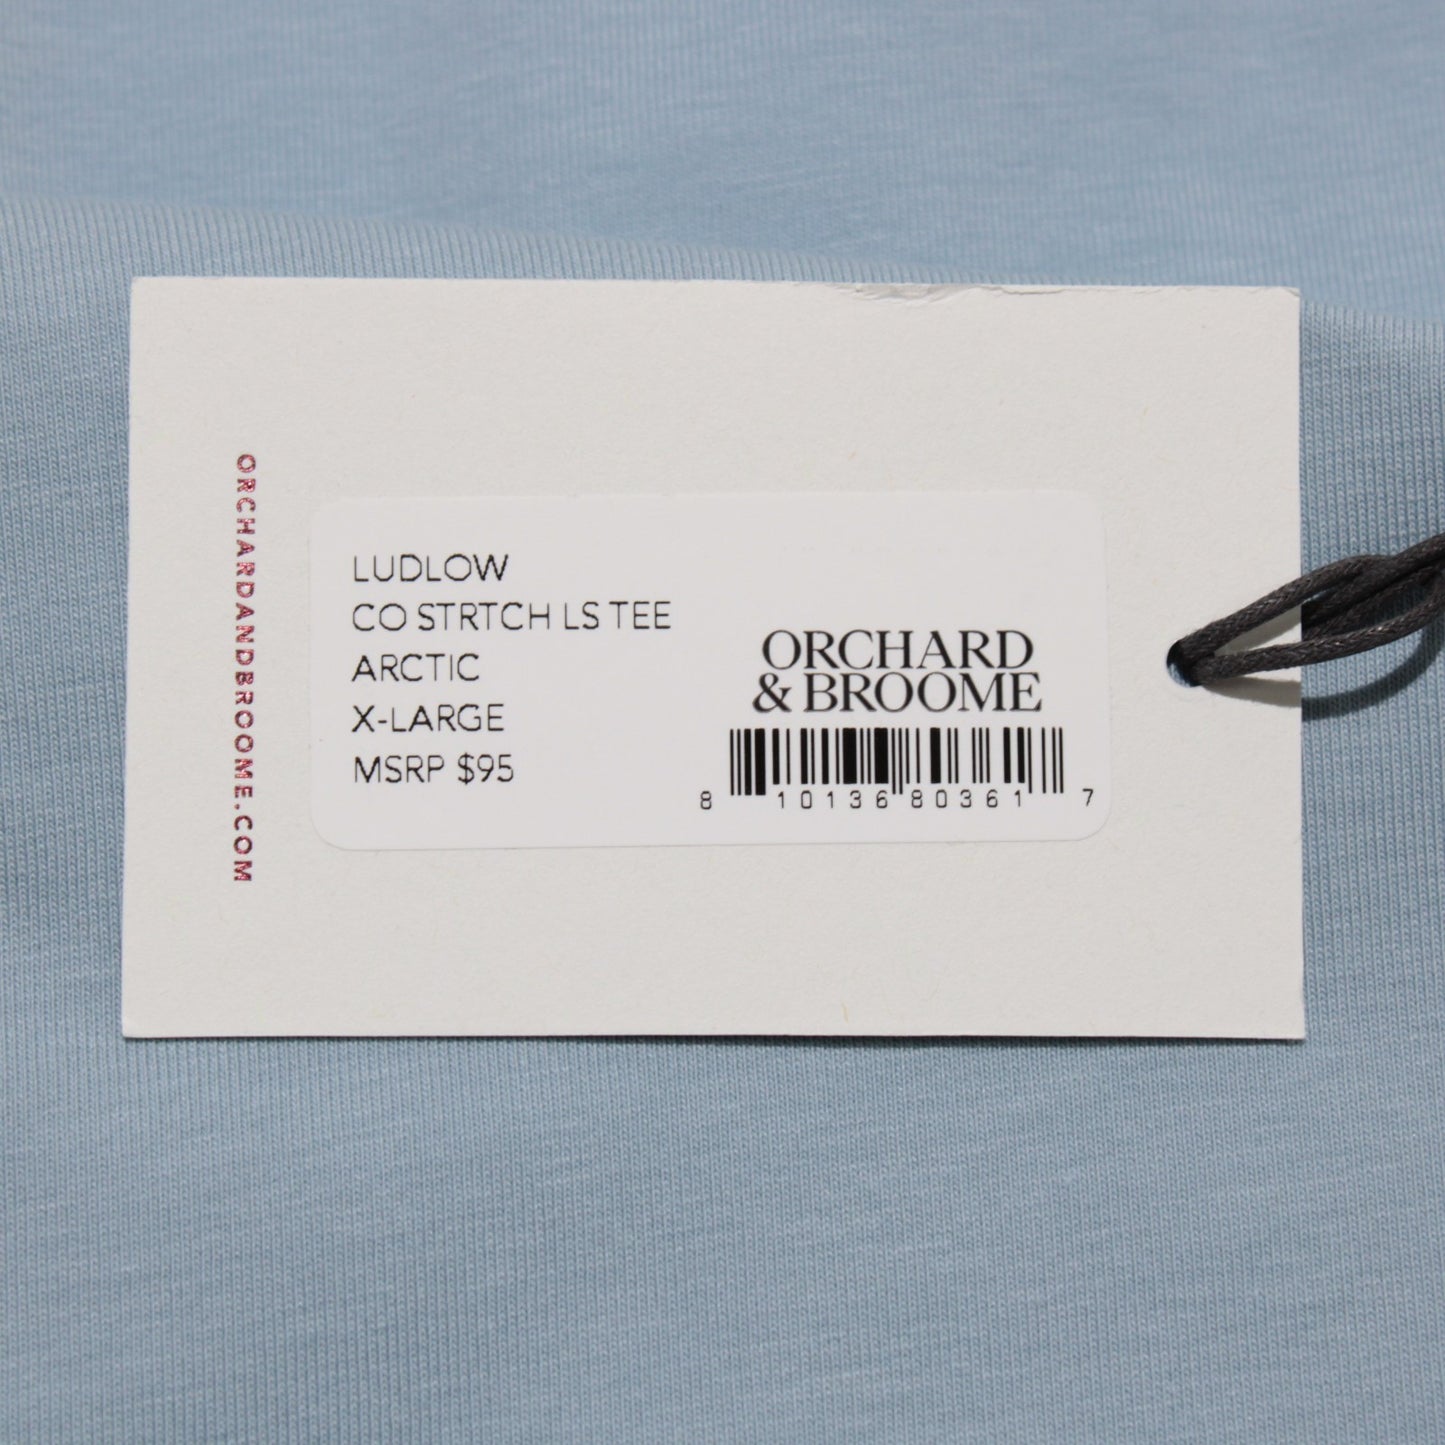 ORCHARDANDBROOME.COM
LUDLOW
CO STRTCH LS TEE
ARCTIC
X-LARGE
MSRP $95
ORCHARD
& BROOME
8 10136 80361 7